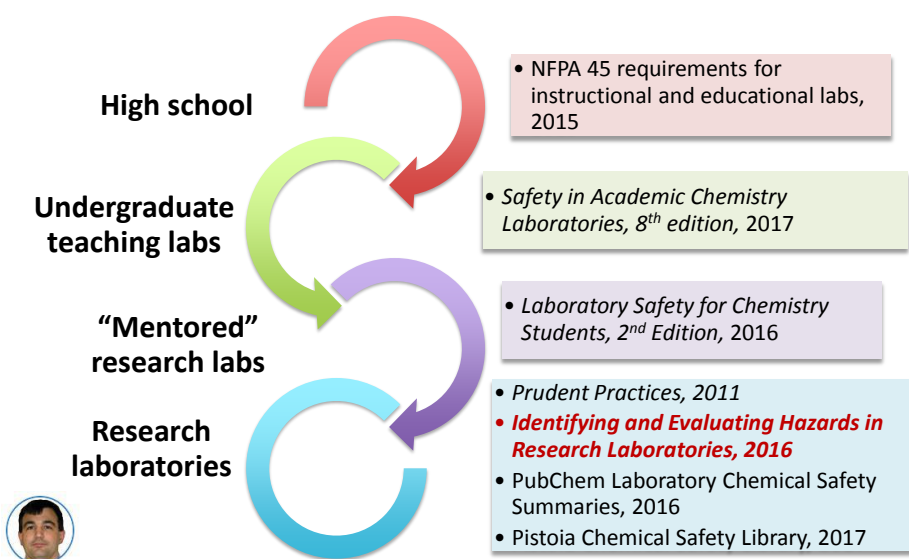 High school
• NFPA 45 requirements for
instructional and educational labs,
2015
Undergraduate
teaching labs
• Safety in Academic Chemistry
Laboratories, 8th edition, 2017
“Mentored”
research labs
• Laboratory Safety for Chemistry
Students, 2nd Edition, 2016
Research
laboratories
• Prudent Practices, 2011
• Identifying and Evaluating Hazards in
Research Laboratories, 2016
• PubChem Laboratory Chemical Safety
Summaries, 2016
• Pistoia Chemical Safety Library, 2017